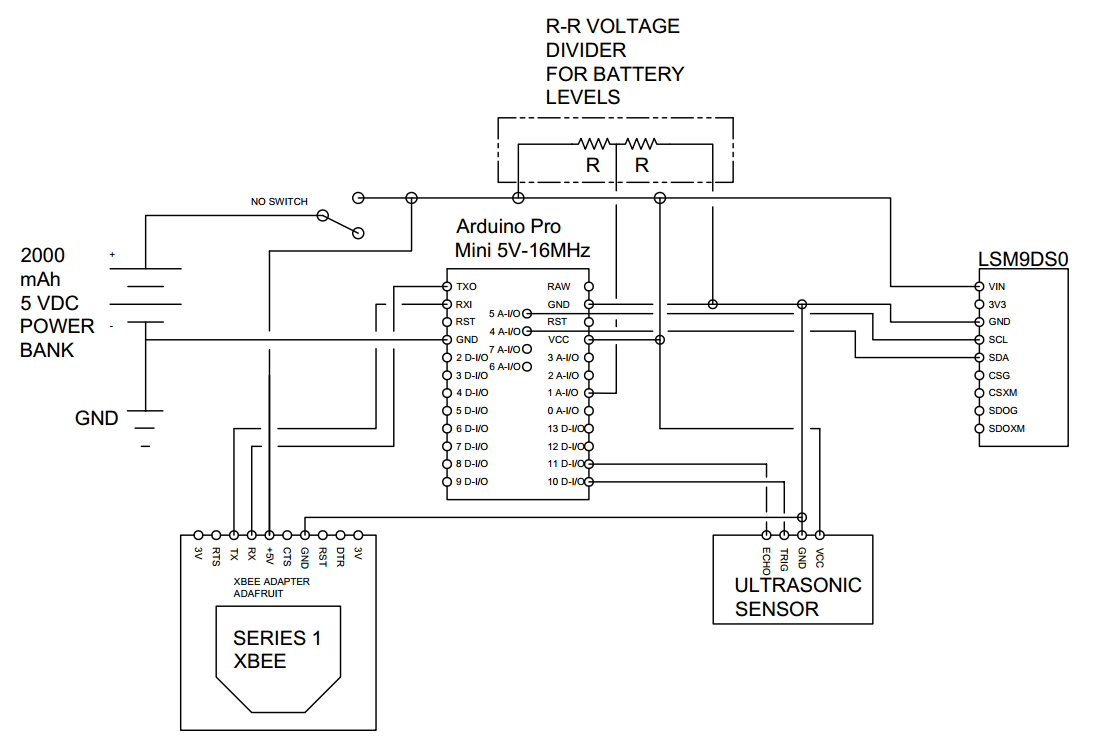 R-R VOLTAGE
DIVIDER
FOR BATTERY
LEVELS
R R
NO SWITCH
Arduino Pro
Mini 5V-16MHz
2000
mAh
5 VDC
POWER
BANK
+
-
GND
TXO
RXI
RST
GND
2 D-I/O
3 D-I/O
4 D-I/O
5 D-I/O
6 D-I/O
7 D-I/O
8 D-I/O
9 D-I/O
5 A-I/O
4 A-I/O
7 A-I/O
6 A-I/O
RAW
GND
RST
VCC
3 A-I/O
2 A-I/O
1 A-I/O
0 A-I/O
13 D-I/O
12 D-I/O
11 D-I/O
10 D-I/O
LSM9DS0
VIN
3V3
GND
SCL
SDA
CSG
CSXM
SDOG
SDOXM
3V
RTS
TX
RX
+5V
CTS
GND
RST
DTR
3V
XBEE ADAPTER
ADAFRUIT
SERIES 1
XBEE
ECHO
TRIG
GND
VCC
ULTRASONIC
SENSOR